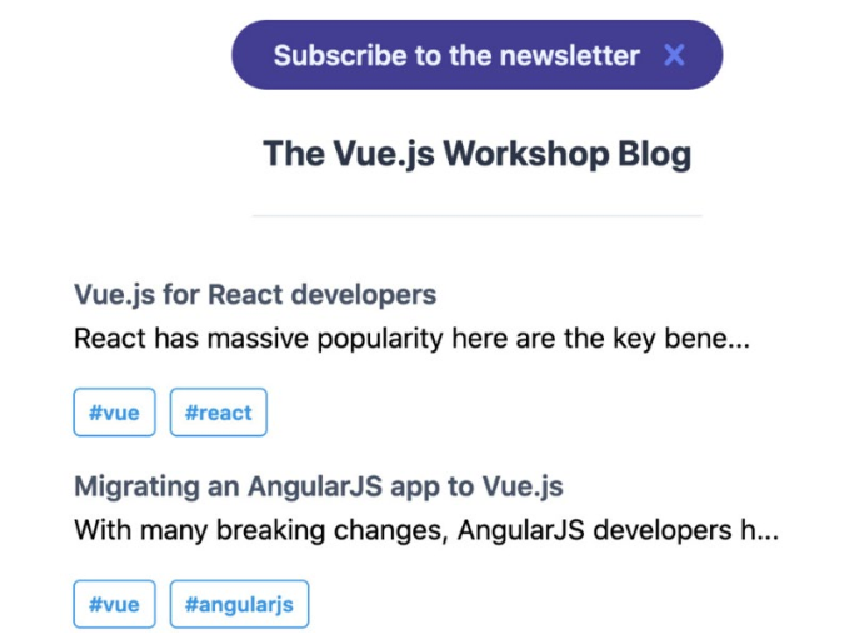 Subscribe to the newsletter X
The Vue.js Workshop Blog
Vue.js for React developers
React has massive popularity here are the key bene...
#vue #react
Migrating an AngularJS app to Vue.js
With many breaking changes, AngularJS developers h...
#vue #angularjs